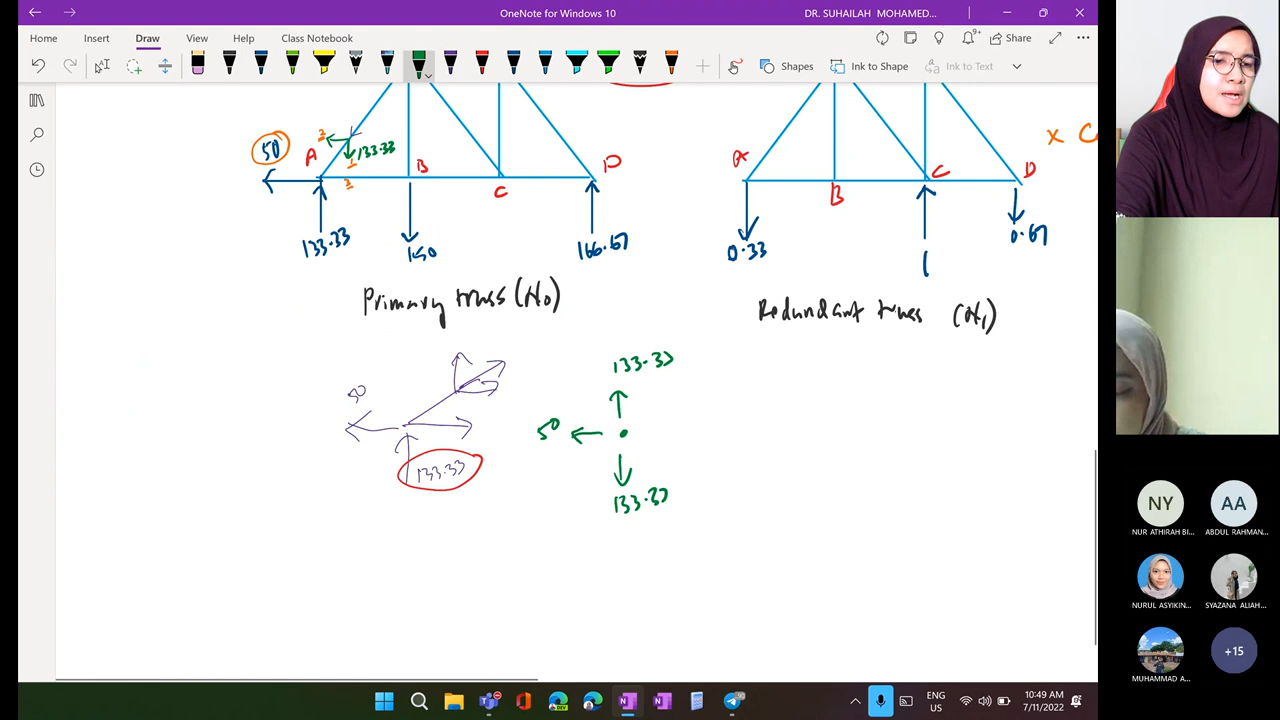 OneNote for Windows 10
DR. SUHAILAH MOHAMED...
Home Insert Draw View Help Class Notebook
9+
Share
Shapes
Ink to Shape
Ink to Text
50
A
133.33
B
C
D
133.33
150
166.67
Primary truss (N0)
A
B
C
D
x C
0.33
1
0.67
Redundant truss (N1)
50
133.33
133.33
50
133.33
NY
AA
NUR ATHIRAH BI...
ABDUL RAHMAN...
NURUL ASYIKIN...
SYAZANA ALIAH...
MUHAMMAD A...
+15
DEV
ENG
US
10:49 AM
7/11/2022